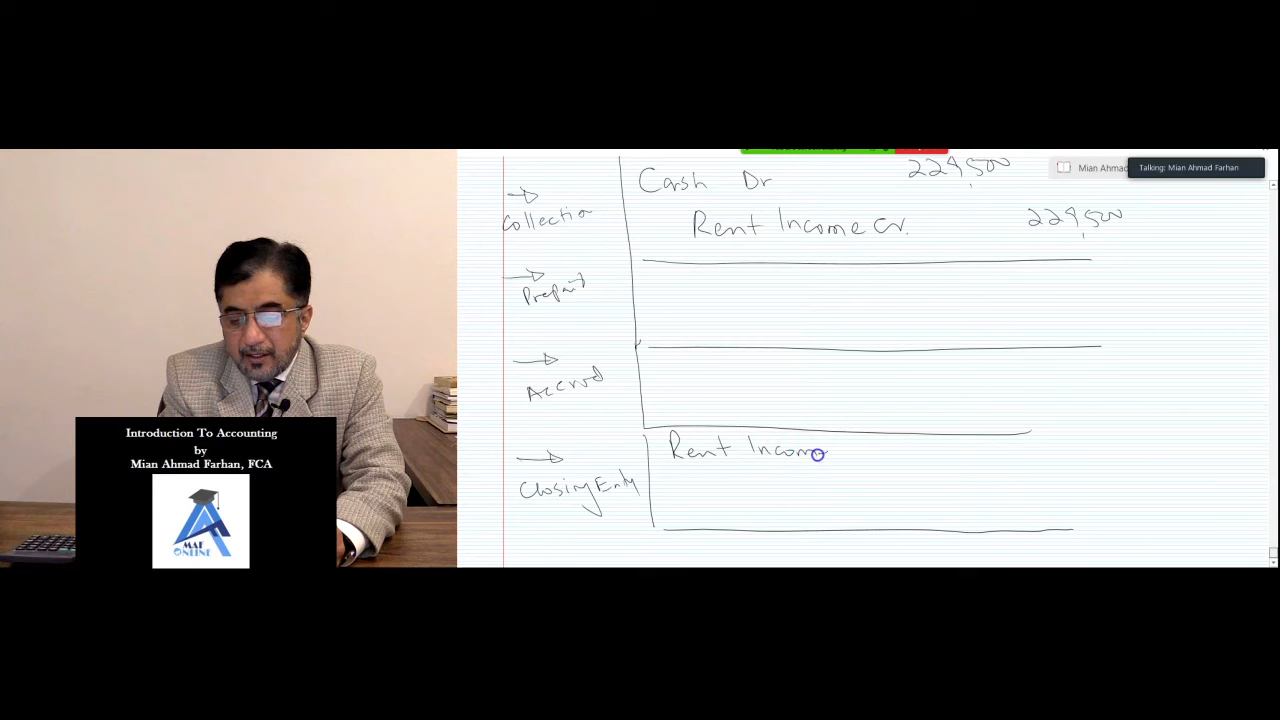 Mian Ahmad
Talking: Mian Ahmad Farhan
Cash Dr 229,500
Collection
Rent Income Cr. 229,500
Prepaid
Accrued
Rent Income
Closing Entry
Introduction To Accounting
by
Mian Ahmad Farhan, FCA
MAF
ONLINE